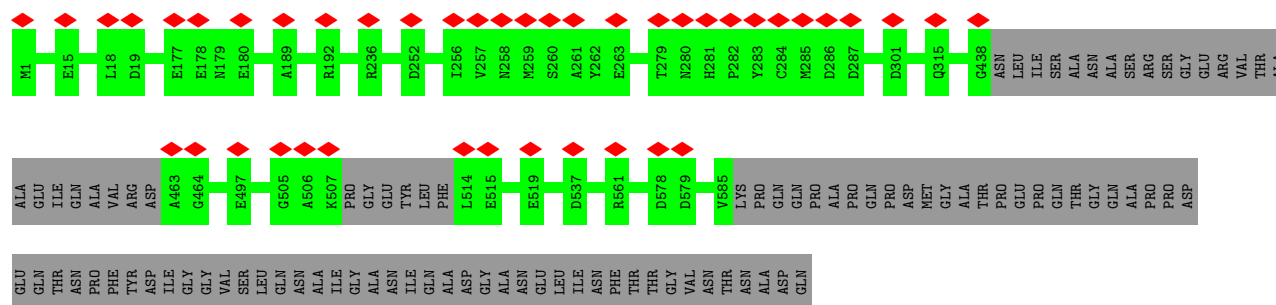 M1 E15 L18 D19 E177 E178 N179 E180 A189 R192 R236 D252 I256 V257 N258 M259 S260 A261 Y262 E263 T279 N280 H281 P282 Y283 C284 M285 D286 D287 D301 Q315 G438 ASN LEU ILE SER ALA ASN ALA SER ARG SER GLY GLU ARG VAL THR ALA
ALA GLU ILE GLN ALA VAL ARG ASP A463 G464 E497 G505 A506 K507 PRO GLY GLU TYR LEU PHE L514 E515 E519 D537 R561 D578 D579 V585 LYS PRO GLN GLN PRO ALA PRO GLN PRO ASP MET GLY ALA THR PRO GLU PRO GLN THR GLY GLN ALA PRO PRO ASP
GLU GLN THR ASN PRO PHE TYR ASP ILE GLY GLY VAL SER LEU GLN ASN ALA ILE GLY ALA ASN ILE GLN ALA ASP GLY ALA ASN GLU LEU ILE ASN PHE THR THR GLY VAL ASN THR ASN ALA ASP GLN